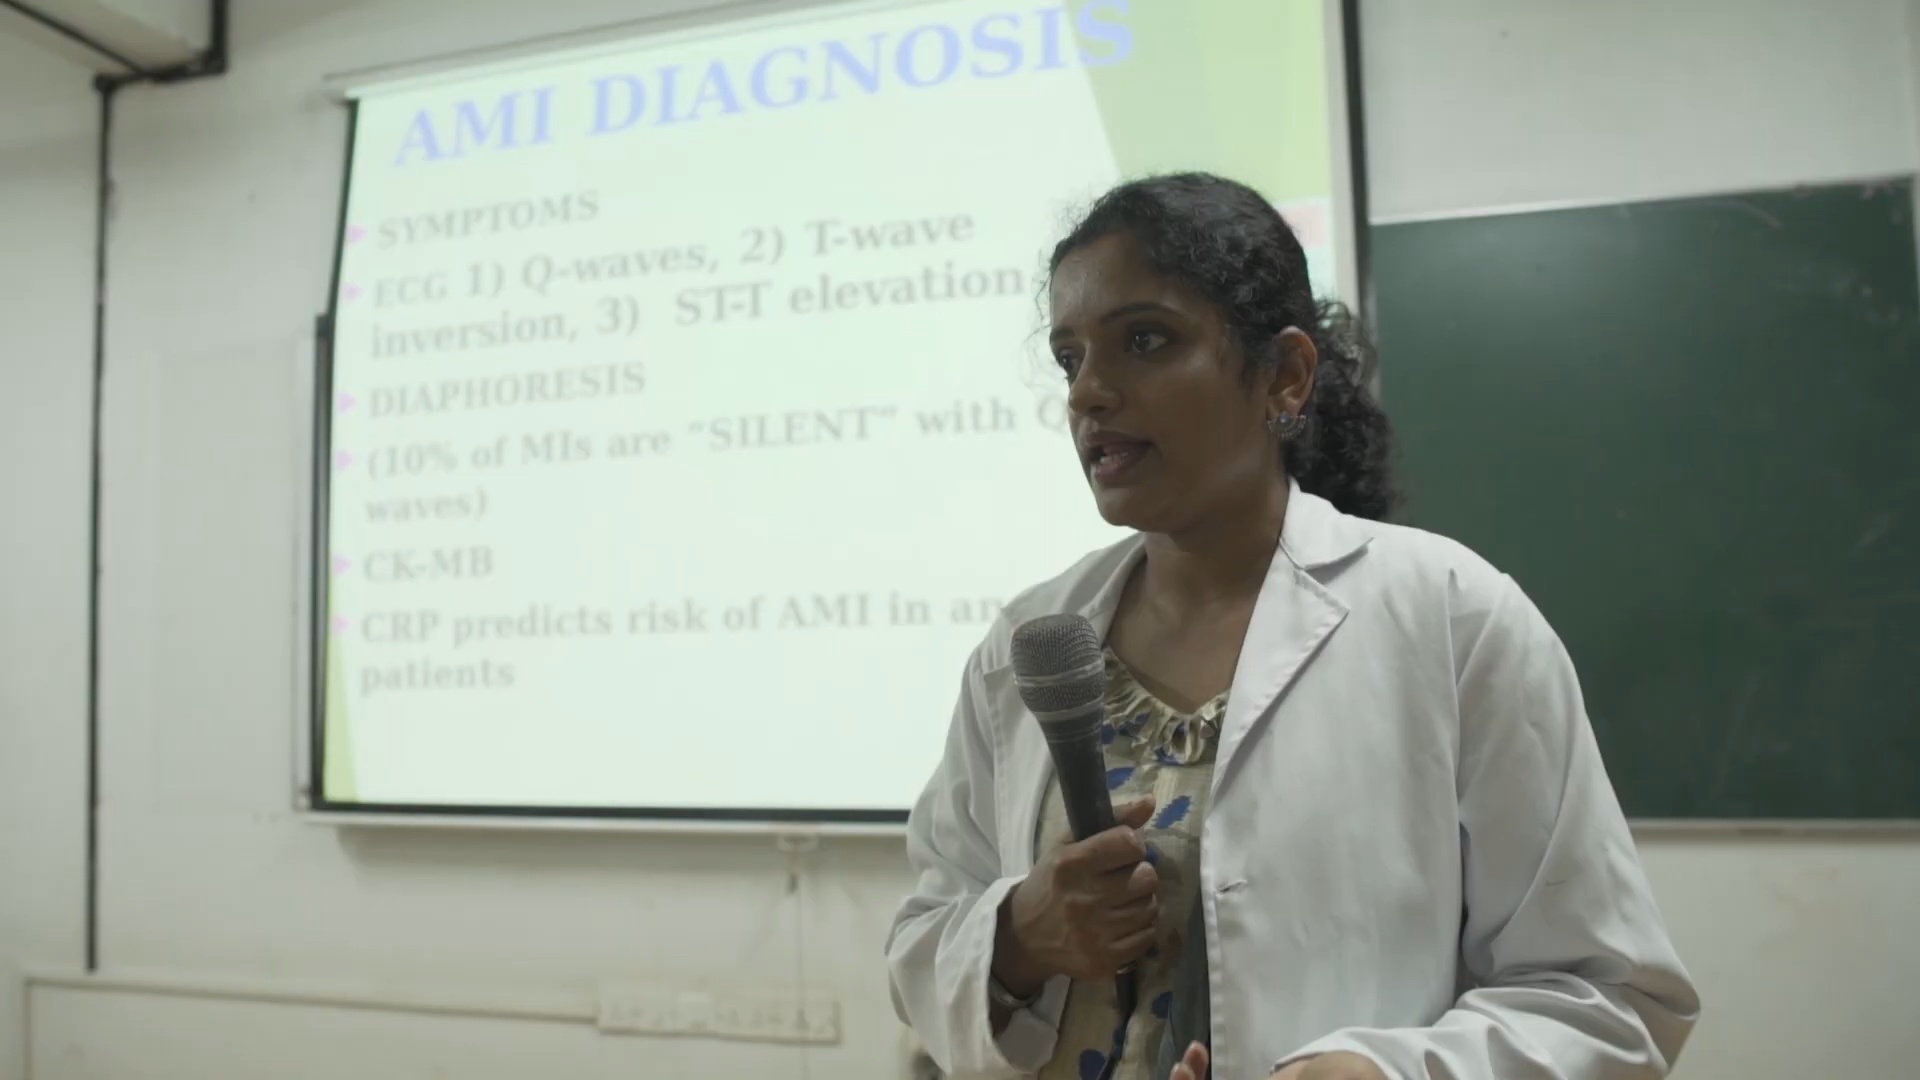 AMI DIAGNOSIS
SYMPTOMS
ECG 1) Q-waves, 2) T-wave
inversion, 3) ST-T elevation
DIAPHORESIS
(10% of MIs are “SILENT” with Q
waves)
CK-MB
CRP predicts risk of AMI in
patients